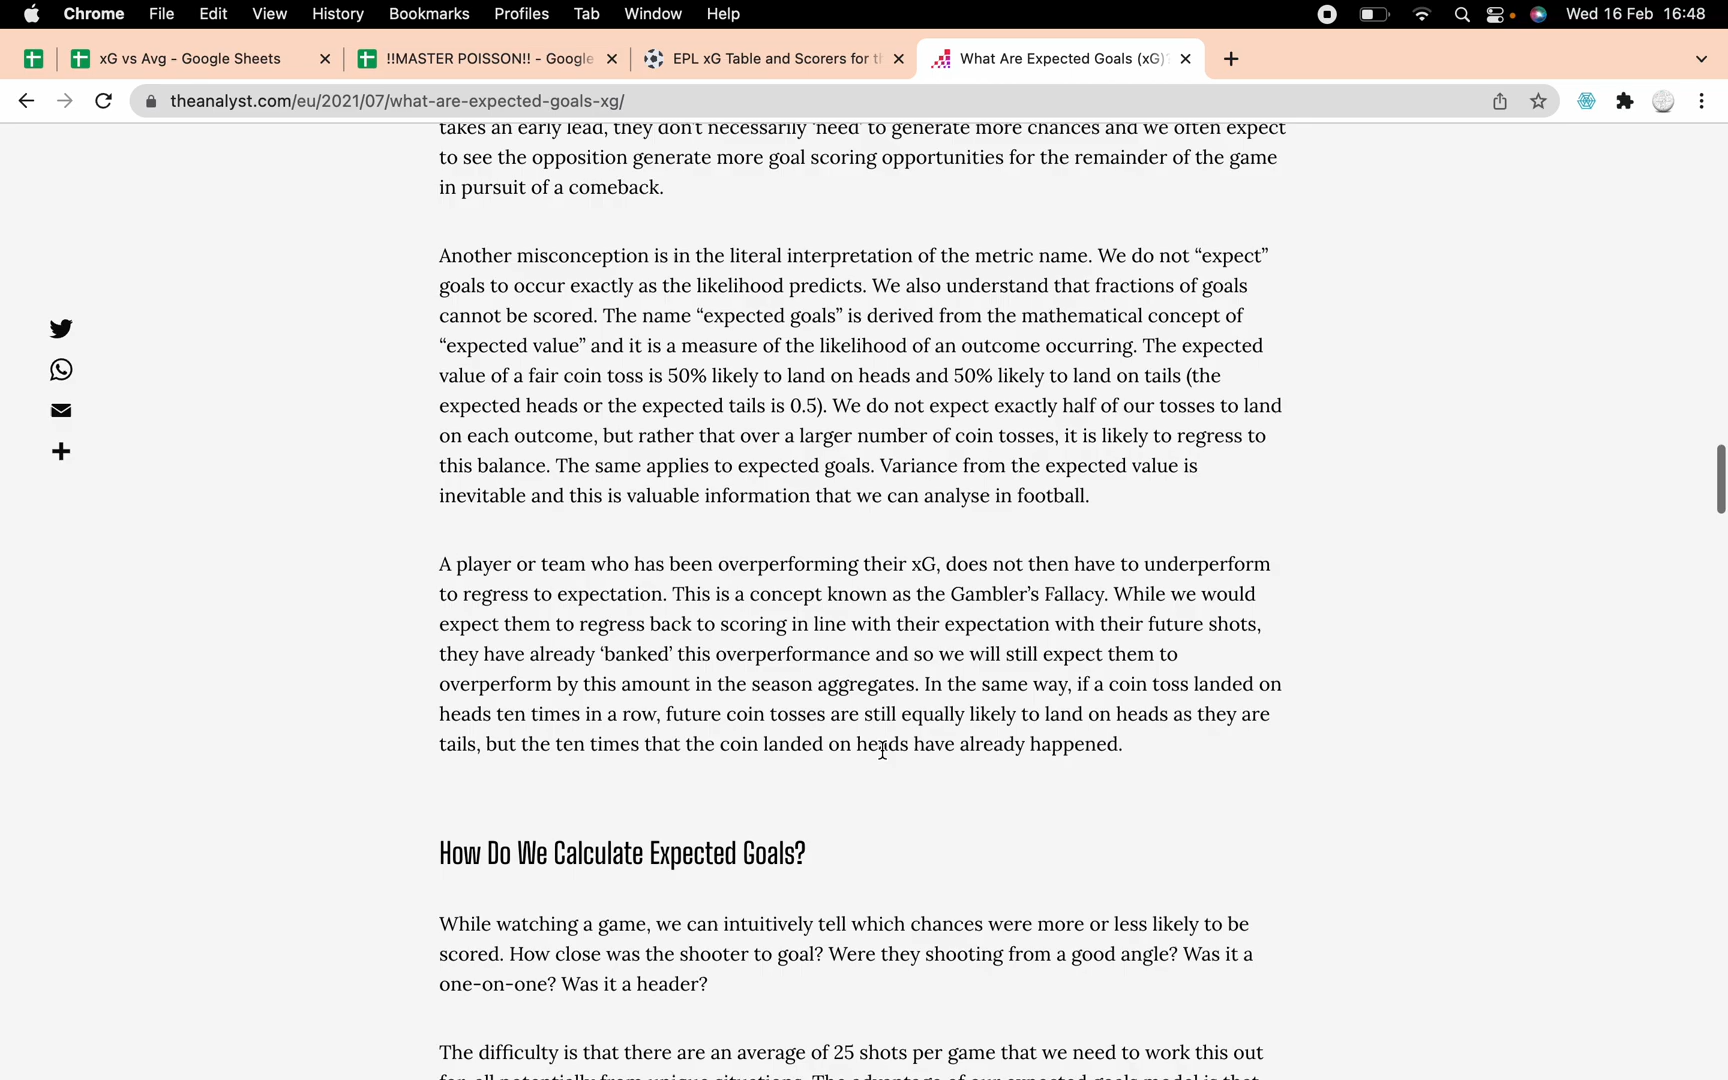 Chrome File Edit View History Bookmarks Profiles Tab Window Help Wed 16 Feb 16:48
xG vs Avg - Google Sheets !!MASTER POISSON!! - Google EPL xG Table and Scorers for What Are Expected Goals (xG)
theanalyst.com/eu/2021/07/what-are-expected-goals-xg/
takes an early lead, they don't necessarily 'need' to generate more chances and we often expect
to see the opposition generate more goal scoring opportunities for the remainder of the game
in pursuit of a comeback.
Another misconception is in the literal interpretation of the metric name. We do not “expect”
goals to occur exactly as the likelihood predicts. We also understand that fractions of goals
cannot be scored. The name “expected goals” is derived from the mathematical concept of
“expected value” and it is a measure of the likelihood of an outcome occurring. The expected
value of a fair coin toss is 50% likely to land on heads and 50% likely to land on tails (the
expected heads or the expected tails is 0.5). We do not expect exactly half of our tosses to land
on each outcome, but rather that over a larger number of coin tosses, it is likely to regress to
this balance. The same applies to expected goals. Variance from the expected value is
inevitable and this is valuable information that we can analyse in football.
A player or team who has been overperforming their xG, does not then have to underperform
to regress to expectation. This is a concept known as the Gambler’s Fallacy. While we would
expect them to regress back to scoring in line with their expectation with their future shots,
they have already ‘banked’ this overperformance and so we will still expect them to
overperform by this amount in the season aggregates. In the same way, if a coin toss landed on
heads ten times in a row, future coin tosses are still equally likely to land on heads as they are
tails, but the ten times that the coin landed on heads have already happened.
How Do We Calculate Expected Goals?
While watching a game, we can intuitively tell which chances were more or less likely to be
scored. How close was the shooter to goal? Were they shooting from a good angle? Was it a
one-on-one? Was it a header?
The difficulty is that there are an average of 25 shots per game that we need to work this out